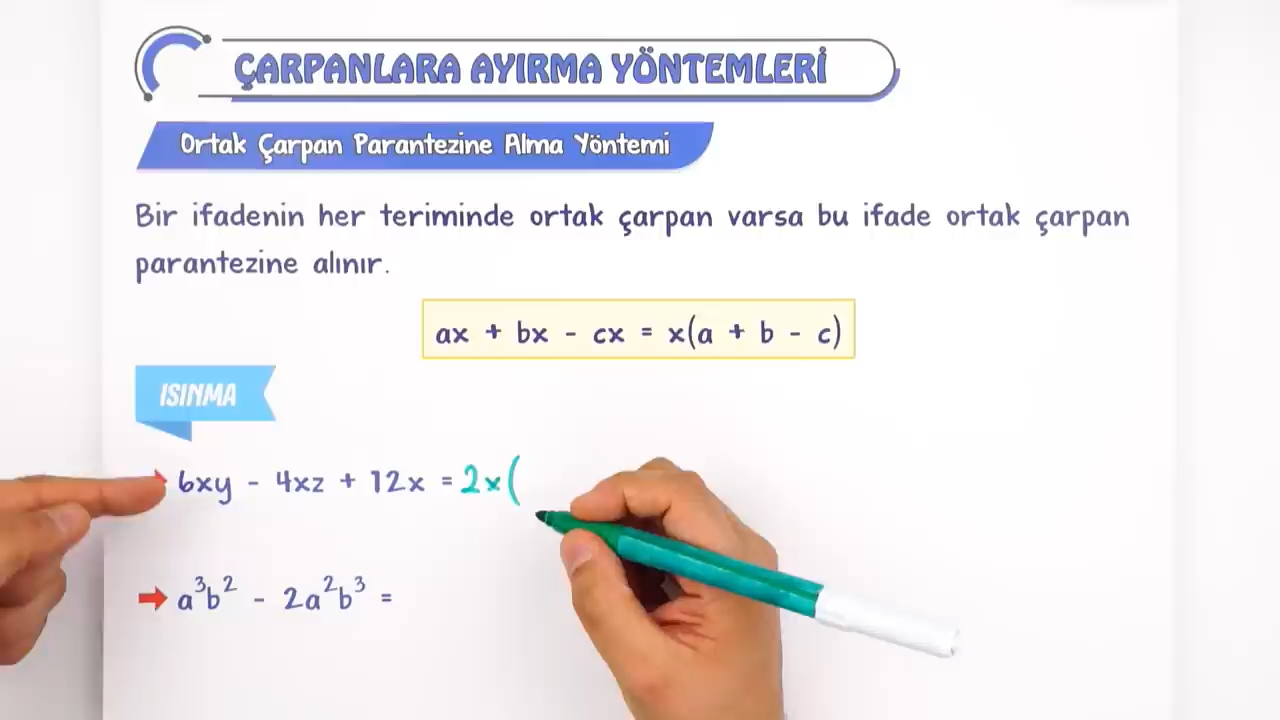 ÇARPANLARA AYIRMA YÖNTEMLERİ
Ortak Çarpan Parantezine Alma Yöntemi
Bir ifadenin her teriminde ortak çarpan varsa bu ifade ortak çarpan
parantezine alınır.
ax + bx - cx = x(a + b - c)
ISINMA
6xy - 4xz + 12x = 2x(
a³b² - 2a²b³ =